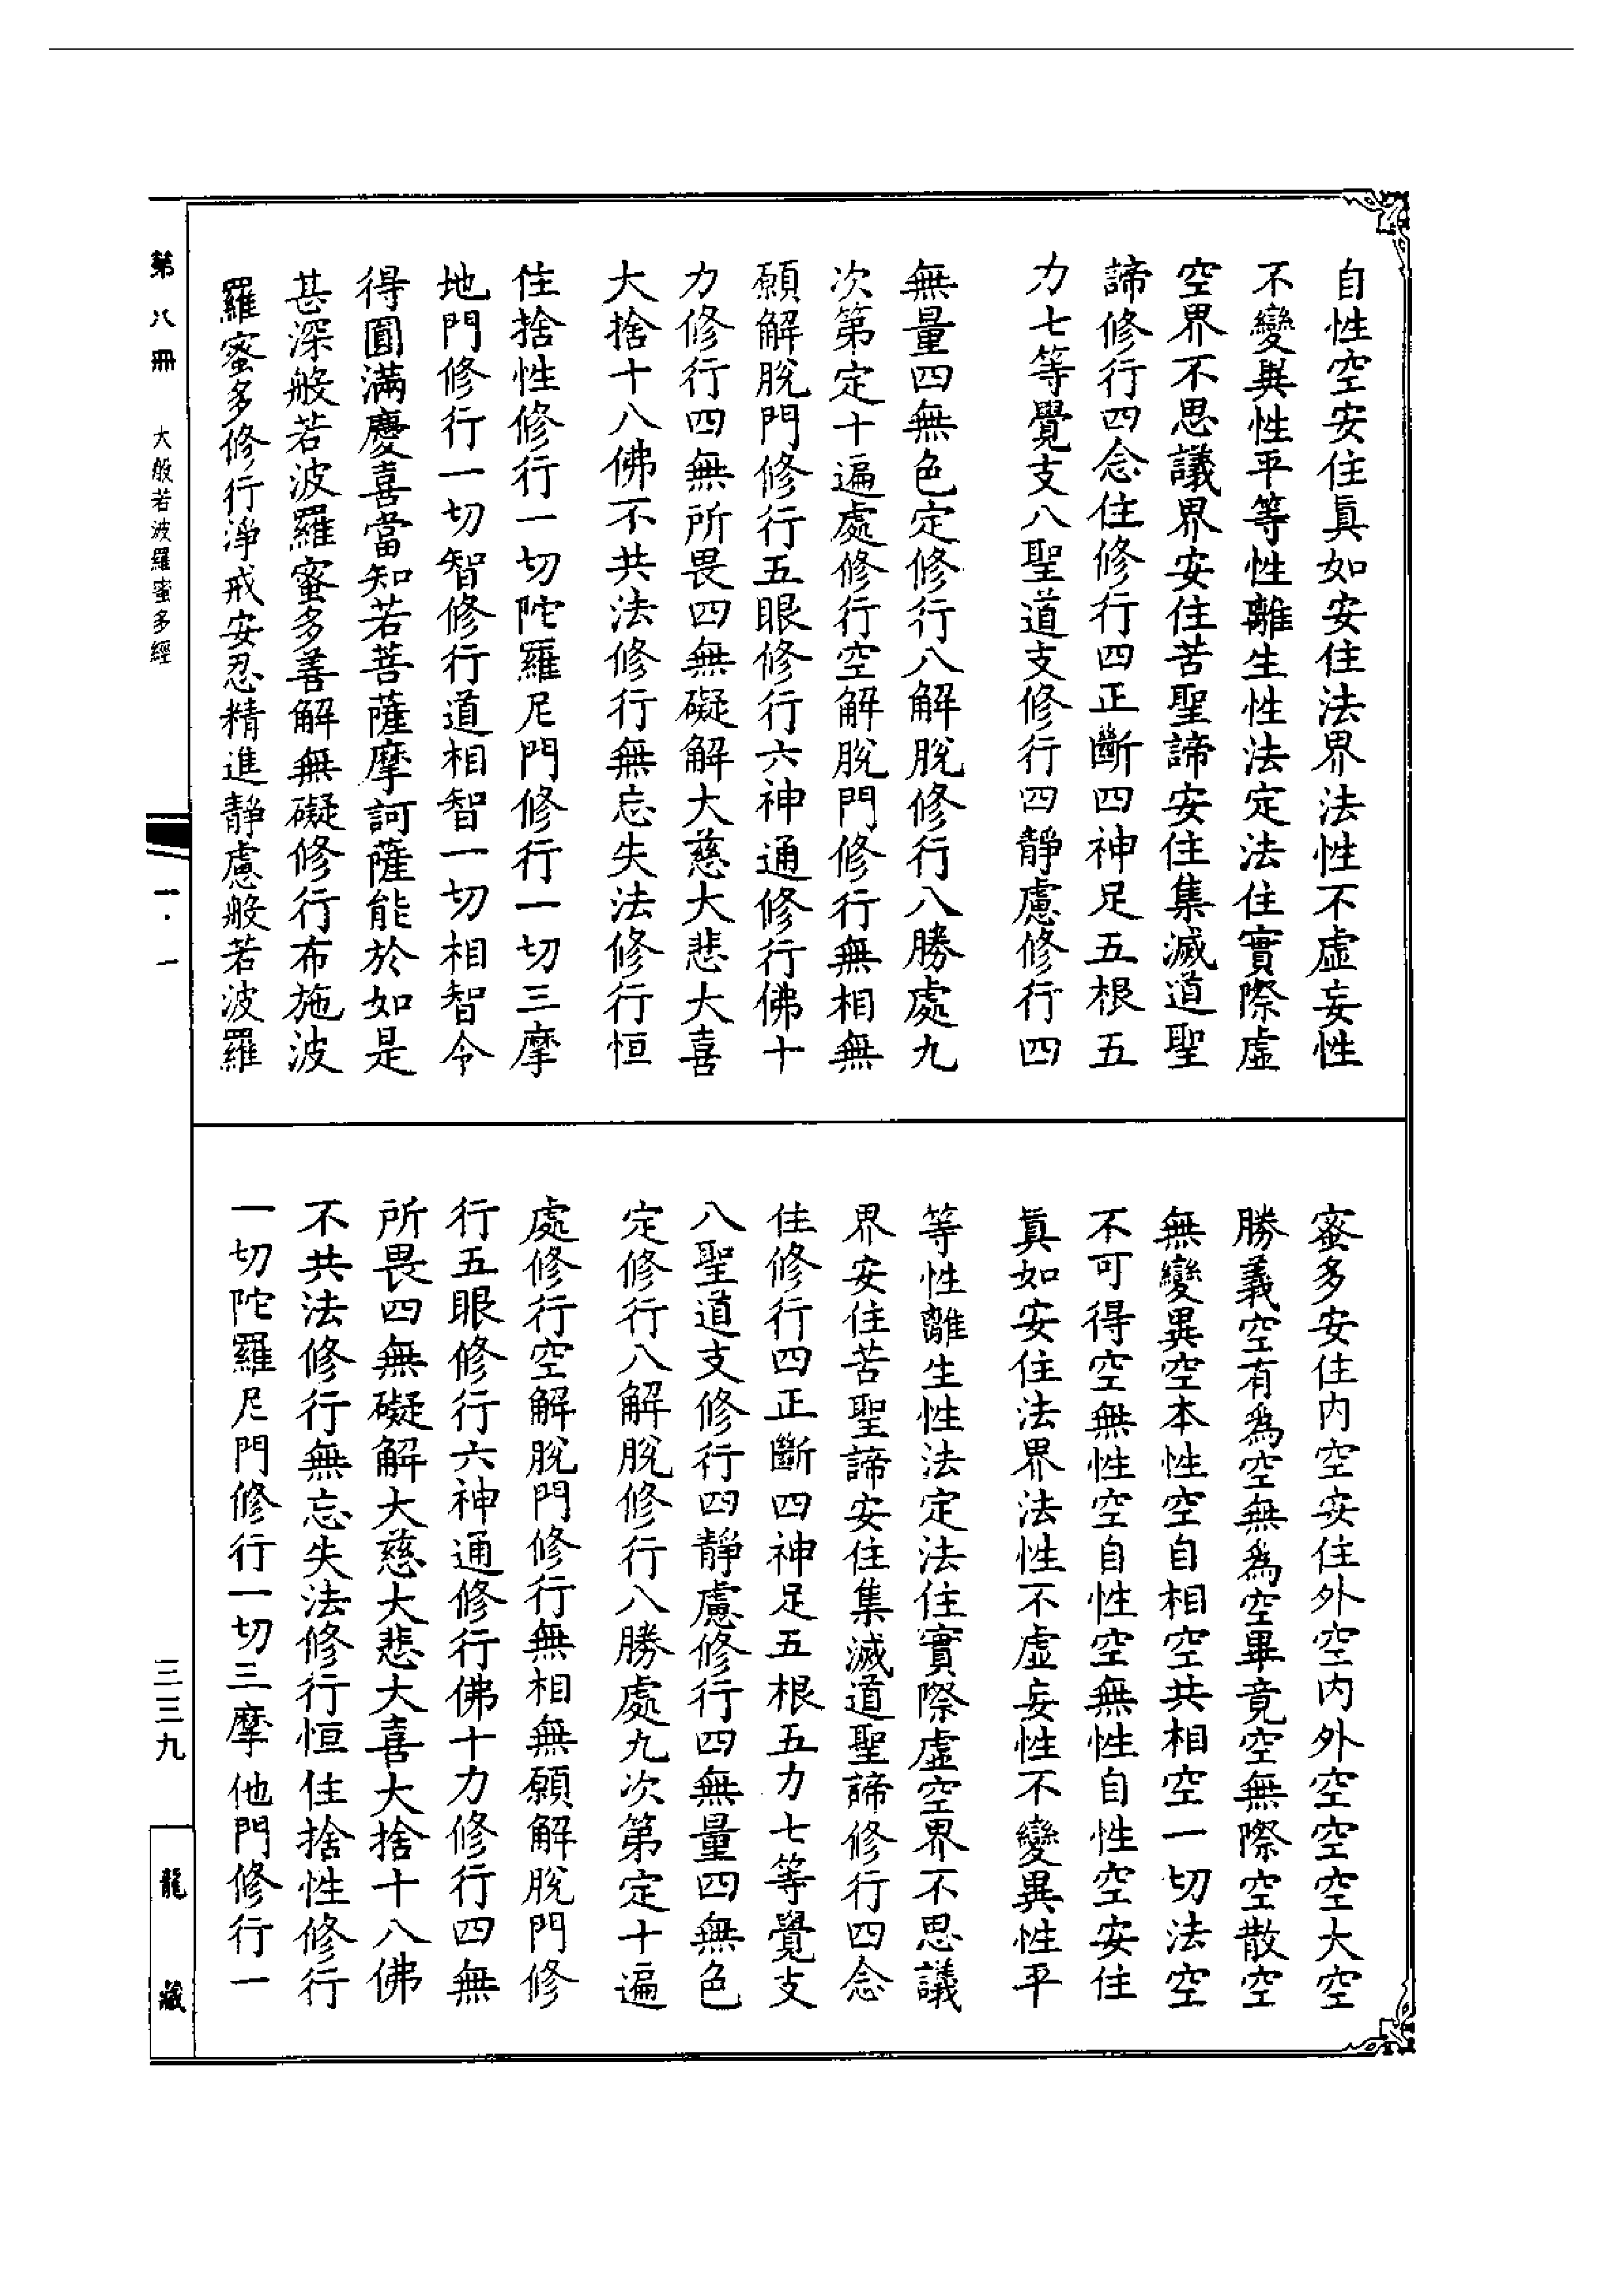 自性空安住真如安住法界法性不虛妄性
不變異性平等性離生性法定法住實際虛
空界不思議界安住苦聖諦安住集滅道聖
諦修行四念住修行四正斷四神足五根五
力七等覺支八聖道支修行四靜慮修行四
無量四無色定修行八解脫修行八勝處九
次第定十遍處修行空解脫門修行無相無
願解脫門修行五眼修行六神通修行佛十
力修行四無所畏四無礙解大慈大悲大喜
大捨十八佛不共法修行無忘失法修行恒
住捨性修行一切陀羅尼門修行一切三摩
地門修行一切智修行道相智一切相智令
得圓滿慶喜當知若菩薩摩訶薩能於如是
甚深般若波羅蜜多善解無礙修行布施波
羅蜜多修行淨戒安忍精進靜慮般若波羅
蜜多安住內空安住外空內外空空空大空
勝義空有為空無為空畢竟空無際空散空
無變異空本性空自相空共相空一切法空
不可得空無性空自性空無性自性空安住
真如安住法界法性不虛妄性不變異性平
等性離生性法定法住實際虛空界不思議
界安住苦聖諦安住集滅道聖諦修行四念
住修行四正斷四神足五根五力七等覺支
八聖道支修行四靜慮修行四無量四無色
定修行八解脫修行八勝處九次第定十遍
處修行空解脫門修行無相無願解脫門修
行五眼修行六神通修行佛十力修行四無
所畏四無礙解大慈大悲大喜大捨十八佛
不共法修行無忘失法修行恒住捨性修行
一切陀羅尼門修行一切三摩地門修行一
第八冊 大般若波羅蜜多經
一·一
三三九
龍藏